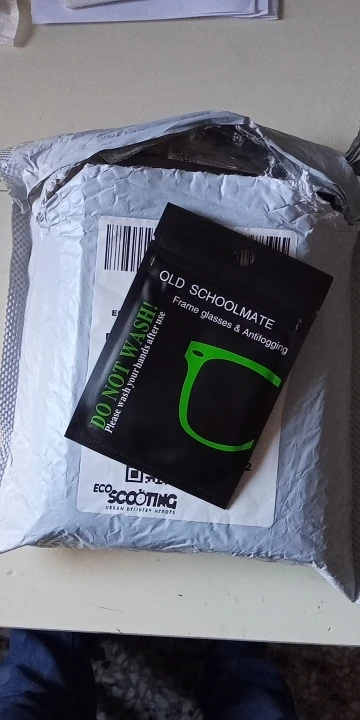 OLD SCHOOLMATE
Frame glasses & Antifogging
DO NOT WASH!
Please wash your hands after use
ECO
SCOOTING
URBAN DELIVERY HEROES